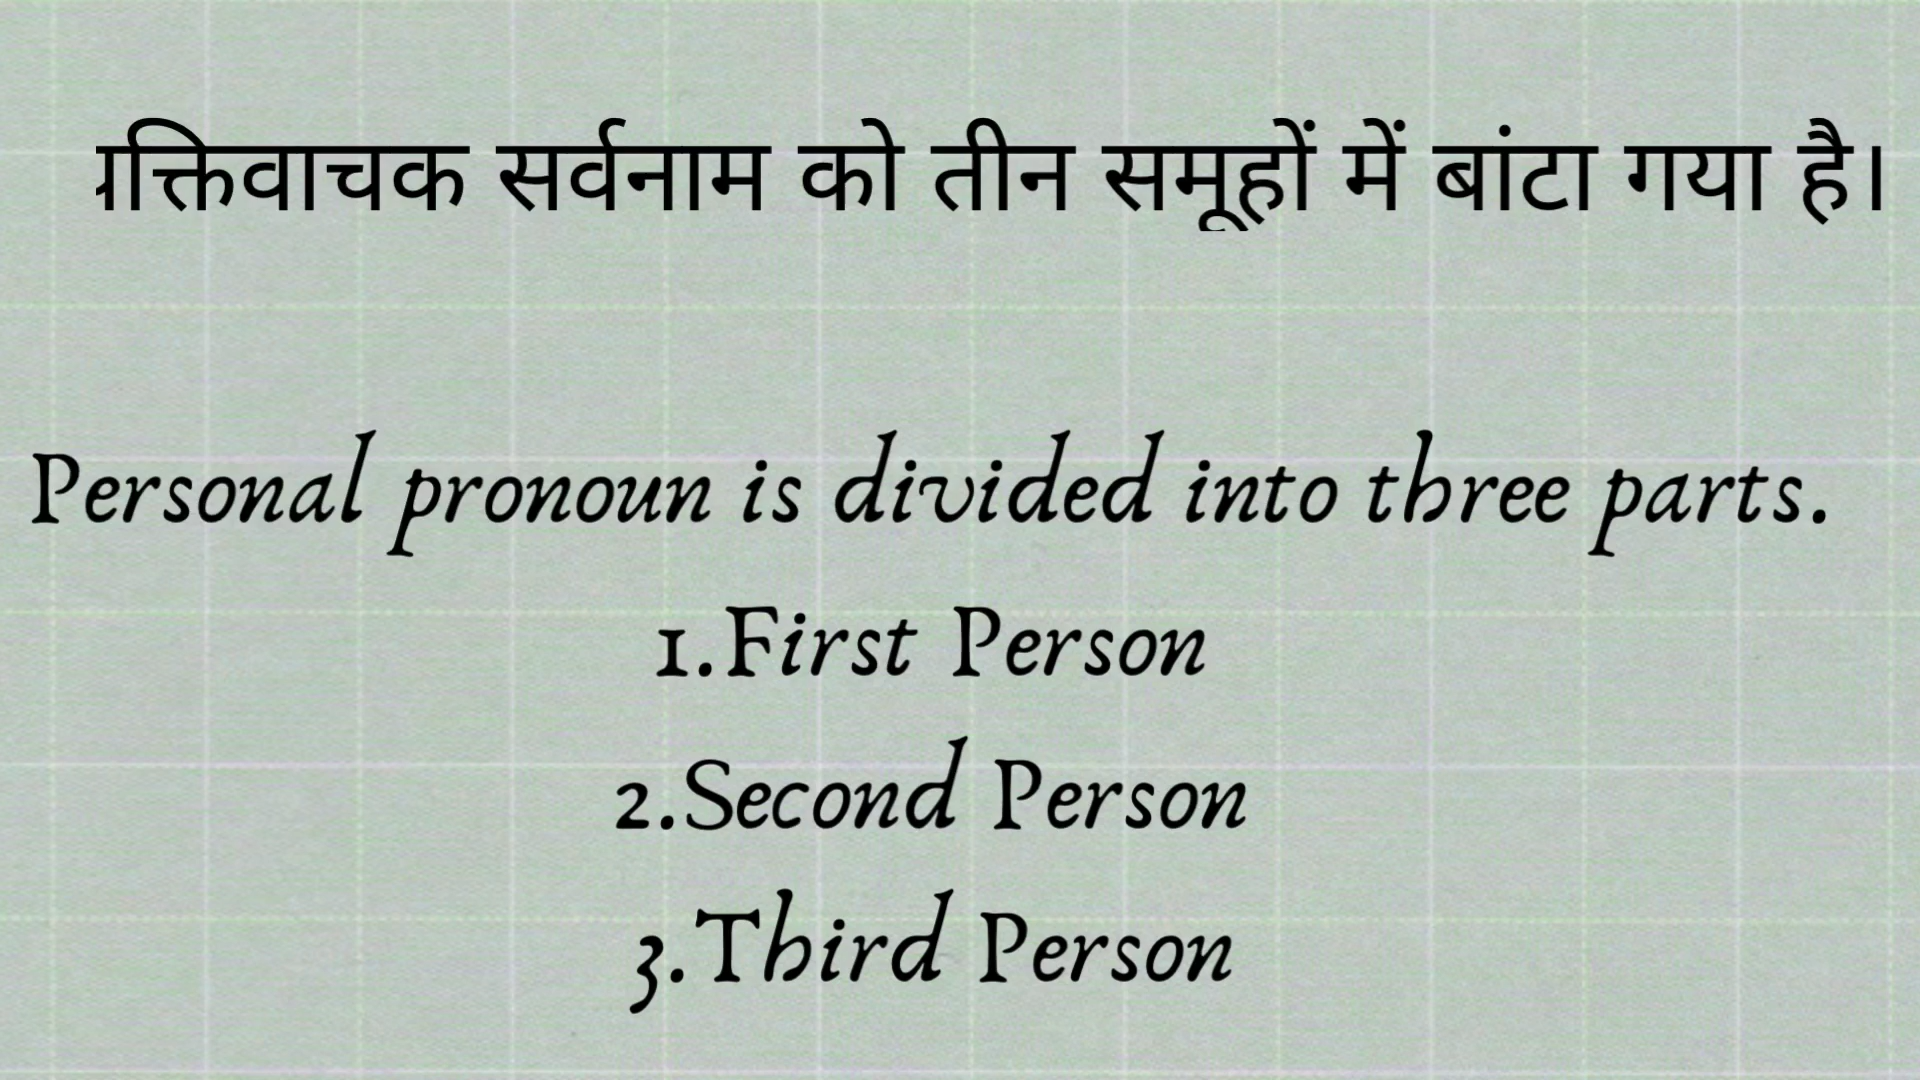 व्यक्तिवाचक सर्वनाम को तीन समूहों में बांटा गया है।
Personal pronoun is divided into three parts.
1.First Person
2.Second Person
3.Third Person